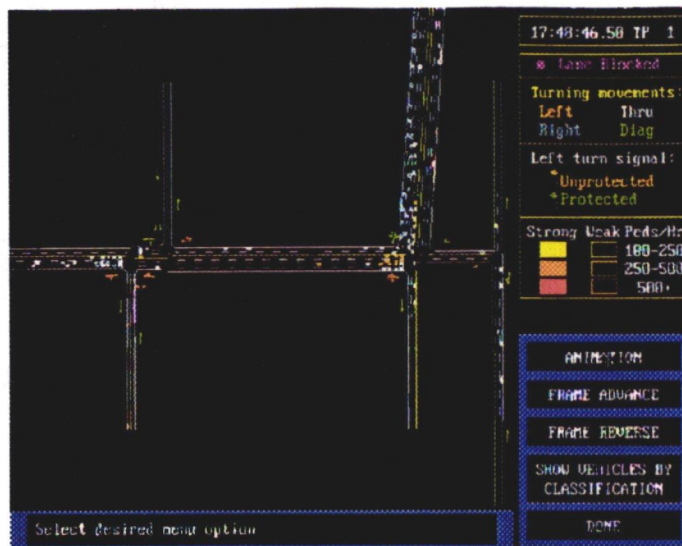 17:48:46.50 TP 1
* Lane Blocked
Turning movements:
Left Thru
Right Diag
Left turn signal:
*Unprotected
*Protected
Strong Weak Peds/Hr
100-250
250-500
500+
ANIMATION
FRAME ADVANCE
FRAME REVERSE
SHOW VEHICLES BY
CLASSIFICATION
DONE
Select desired menu option